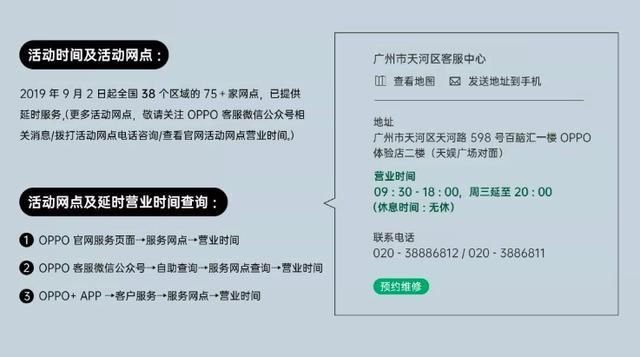 活动时间及活动网点：
2019 年 9 月 2 日起全国 38 个区域的 75＋家网点，已提供
延时服务,(更多活动网点，敬请关注 OPPO 客服微信公众号相
关消息/拨打活动网点电话咨询/查看官网活动网点营业时间。)
活动网点及延时营业时间查询：
1 OPPO 官网服务页面→服务网点→营业时间
2 OPPO 客服微信公众号→自助查询→服务网点查询→营业时间
3 OPPO+ APP →客户服务→服务网点→营业时间
广州市天河区客服中心
查看地图 发送地址到手机
地址
广州市天河区天河路 598 号百脑汇一楼 OPPO
体验店二楼（天娱广场对面）
营业时间
09：30 - 18：00，周三延至 20：00
(休息时间：无休)
联系电话
020 - 38886812 / 020 - 3886811
预约维修